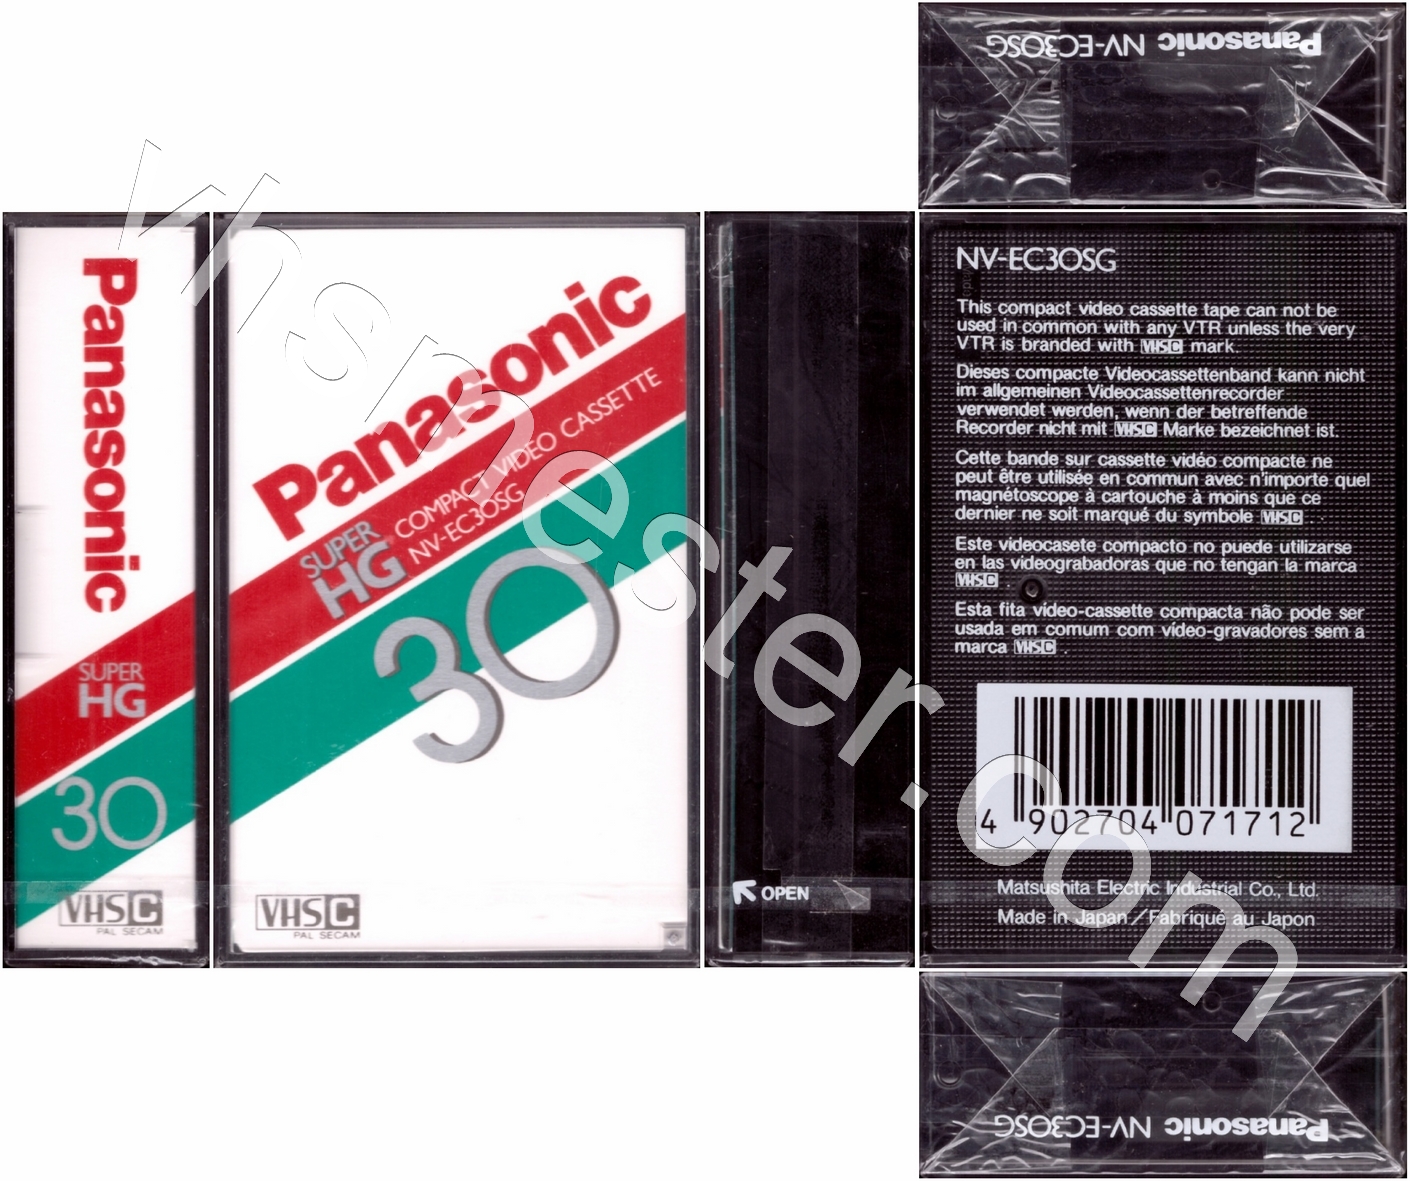 Panasonic NV-EC30SG
Panasonic
SUPER
HG
30
VHSC
PAL SECAM
Panasonic
SUPER
HG
COMPACT VIDEO CASSETTE
NV-EC30SG
30
VHSC
PAL SECAM
OPEN
NV-EC30SG
This compact video cassette tape can not be
used in common with any VTR unless the very
VTR is branded with VHSC mark.
Dieses compacte Videocassettenband kann nicht
im allgemeinen Videocassettenrecorder
verwendet werden, wenn der betreffende
Recorder nicht mit VHSC Marke bezeichnet ist.
Cette bande sur cassette vidéo compacte ne
peut être utilisée en commun avec n'importe quel
magnétoscope à cartouche à moins que ce
dernier ne soit marqué du symbole VHSC .
Este videocasete compacto no puede utilizarse
en las videograbadoras que no tengan la marca
VHSC .
Esta fita vídeo-cassette compacta não pode ser
usada em comum com vídeo-gravadores sem a
marca VHSC .
4 902704 071712
Matsushita Electric Industrial Co., Ltd.
Made in Japan／Fabriqué au Japon
Panasonic NV-EC30SG
vhsnester.com